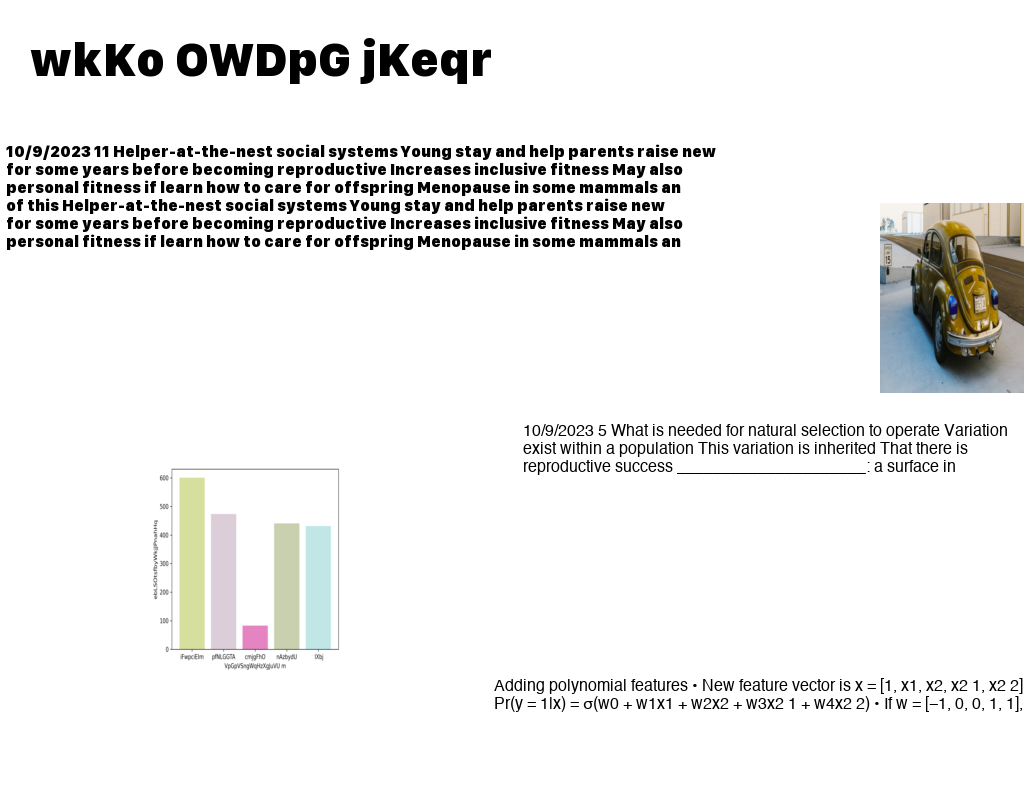 wkKo OWDpG jKeqr
10/9/2023 11 Helper-at-the-nest social systems Young stay and help parents raise new
for some years before becoming reproductive Increases inclusive fitness May also
personal fitness if learn how to care for offspring Menopause in some mammals an
of this Helper-at-the-nest social systems Young stay and help parents raise new
for some years before becoming reproductive Increases inclusive fitness May also
personal fitness if learn how to care for offspring Menopause in some mammals an
15
10/9/2023 5 What is needed for natural selection to operate Variation
exist within a population This variation is inherited That there is
reproductive success ______________________: a surface in
600
500
400
300
200
100
0
iFwpciEIm pfNLGGTA cmjgFhO nAzbydU
Adding polynomial features • New feature vector is x = [1, x1, x2, x2 1, x2 2]
Pr(y = 1|x) = σ(w0 + w1x1 + w2x2 + w3x2 1 + w4x2 2) • If w = [–1, 0, 0, 1, 1],